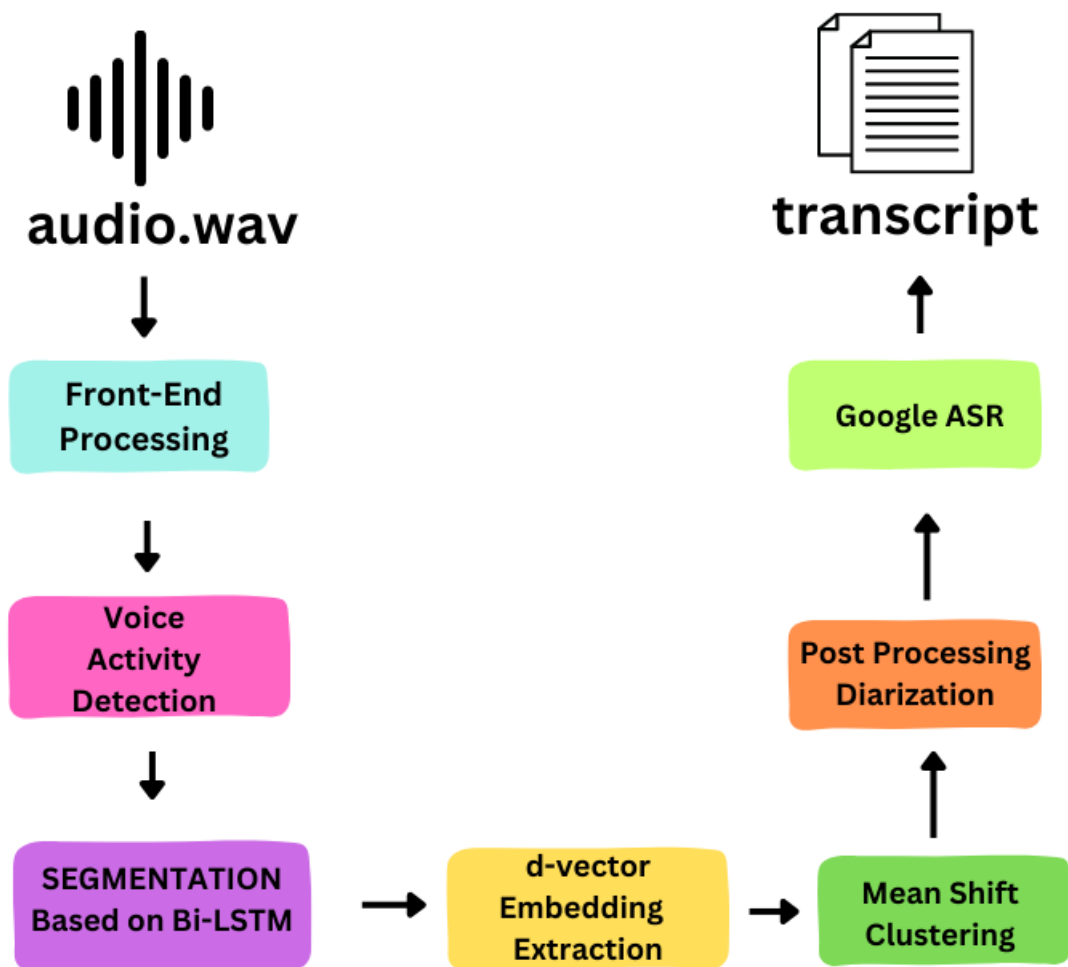 audio.wav
Front-End
Processing
Voice
Activity
Detection
SEGMENTATION
Based on Bi-LSTM
d-vector
Embedding
Extraction
Mean Shift
Clustering
Post Processing
Diarization
Google ASR
transcript